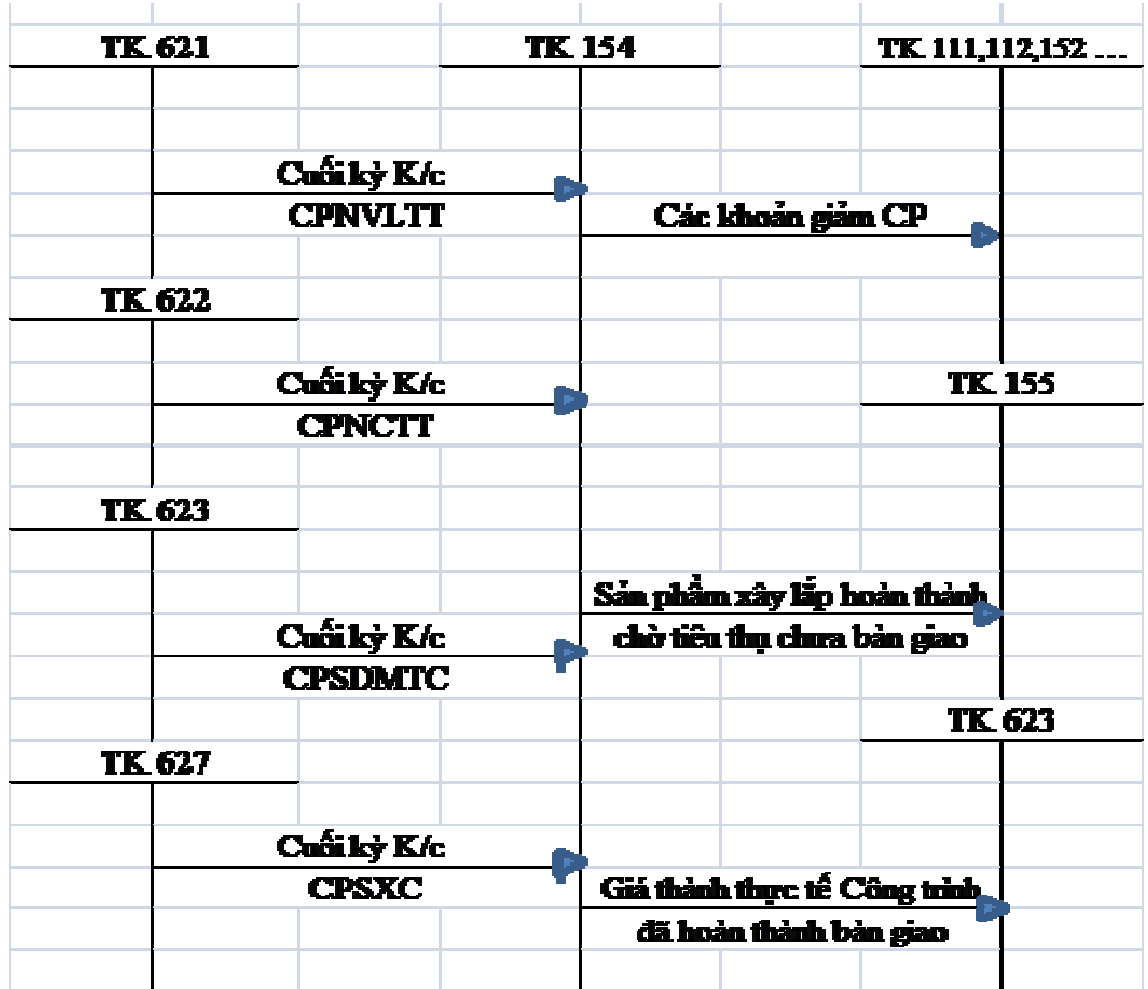 TK 621
TK 154
TK 111,112,152 ...
Cuối kỳ K/c
CPNVLTT
Các khoản giảm CP
TK 622
Cuối kỳ K/c
CPNCTT
TK 155
TK 623
Sản phẩm xây lắp hoàn thành
chờ tiêu thụ chưa bàn giao
Cuối kỳ K/c
CPSDMTC
TK 623
TK 627
Cuối kỳ K/c
CPSXC
Giá thành thực tế Công trình
đã hoàn thành bàn giao